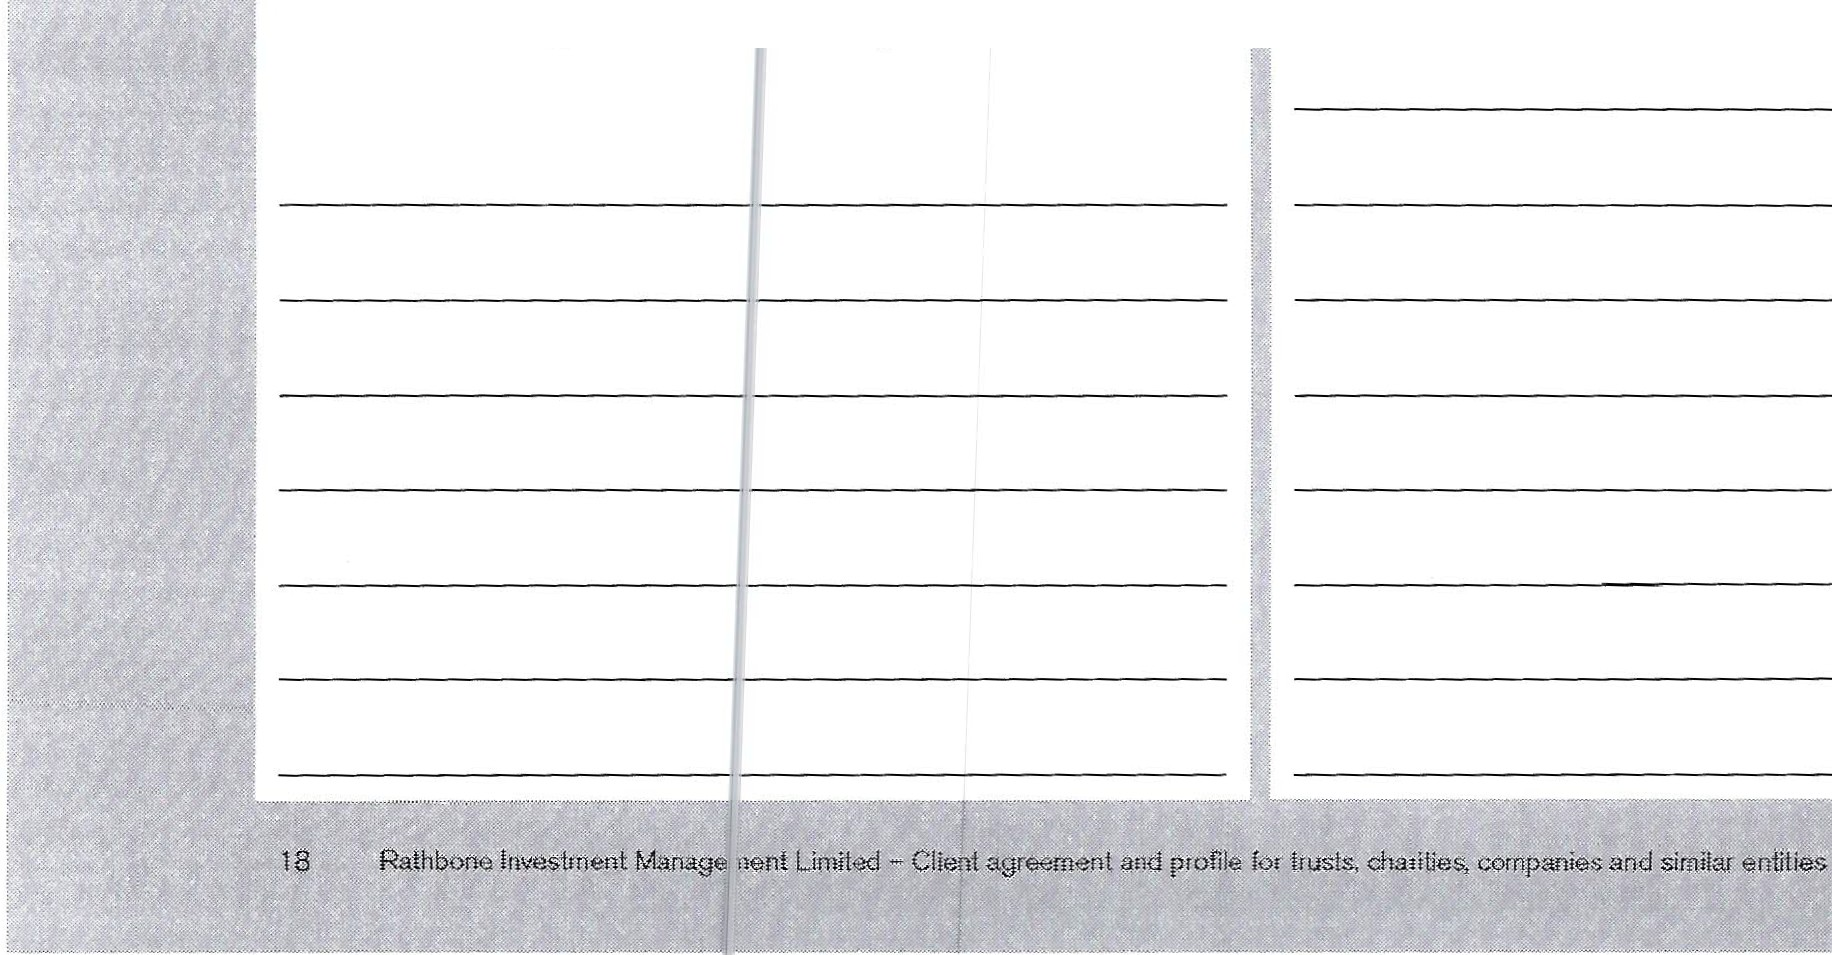 18 Rathbone Investment Management Limited – Client agreement and profile for trusts, charities, companies and similar entities